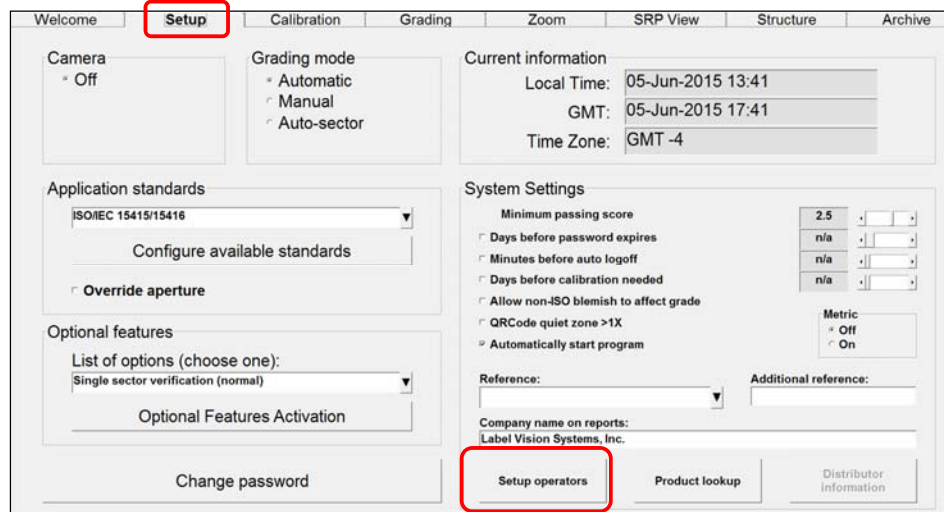 Welcome Setup Calibration Grading Zoom SRP View Structure Archive
Camera
Off
Grading mode
Automatic
Manual
Auto-sector
Current information
Local Time: 05-Jun-2015 13:41
GMT: 05-Jun-2015 17:41
Time Zone: GMT -4
Application standards
ISO/IEC 15415/15416
Configure available standards
Override aperture
Optional features
List of options (choose one):
Single sector verification (normal)
Optional Features Activation
Change password
System Settings
Minimum passing score 2.5
Days before password expires n/a
Minutes before auto logoff n/a
Days before calibration needed n/a
Allow non-ISO blemish to affect grade
QRCode quiet zone >1X
Automatically start program
Metric
Off
On
Reference: Additional reference:
Company name on reports:
Label Vision Systems, Inc.
Setup operators Product lookup Distributor information